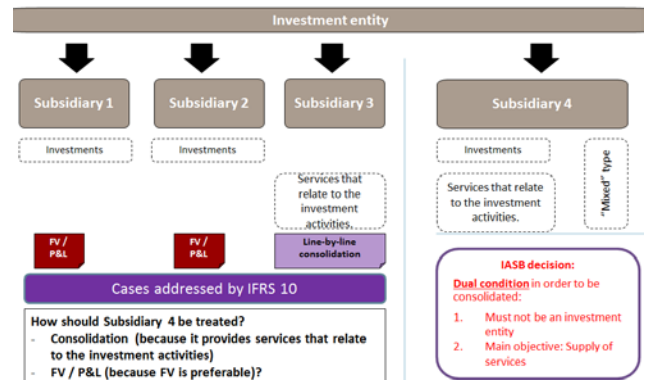 Investment entity
Subsidiary 1
Subsidiary 2
Subsidiary 3
Subsidiary 4
Investments
Investments
Services that
relate to the
investment
activities.
Investments
Services that relate
to the investment
activities.
"Mixed" type
FV /
P&L
FV /
P&L
Line-by-line
consolidation
Cases addressed by IFRS 10
How should Subsidiary 4 be treated?
- Consolidation (because it provides services that relate
to the investment activities)
- FV / P&L (because FV is preferable)?
IASB decision:
Dual condition in order to be
consolidated:
1. Must not be an investment
entity
2. Main objective: Supply of
services